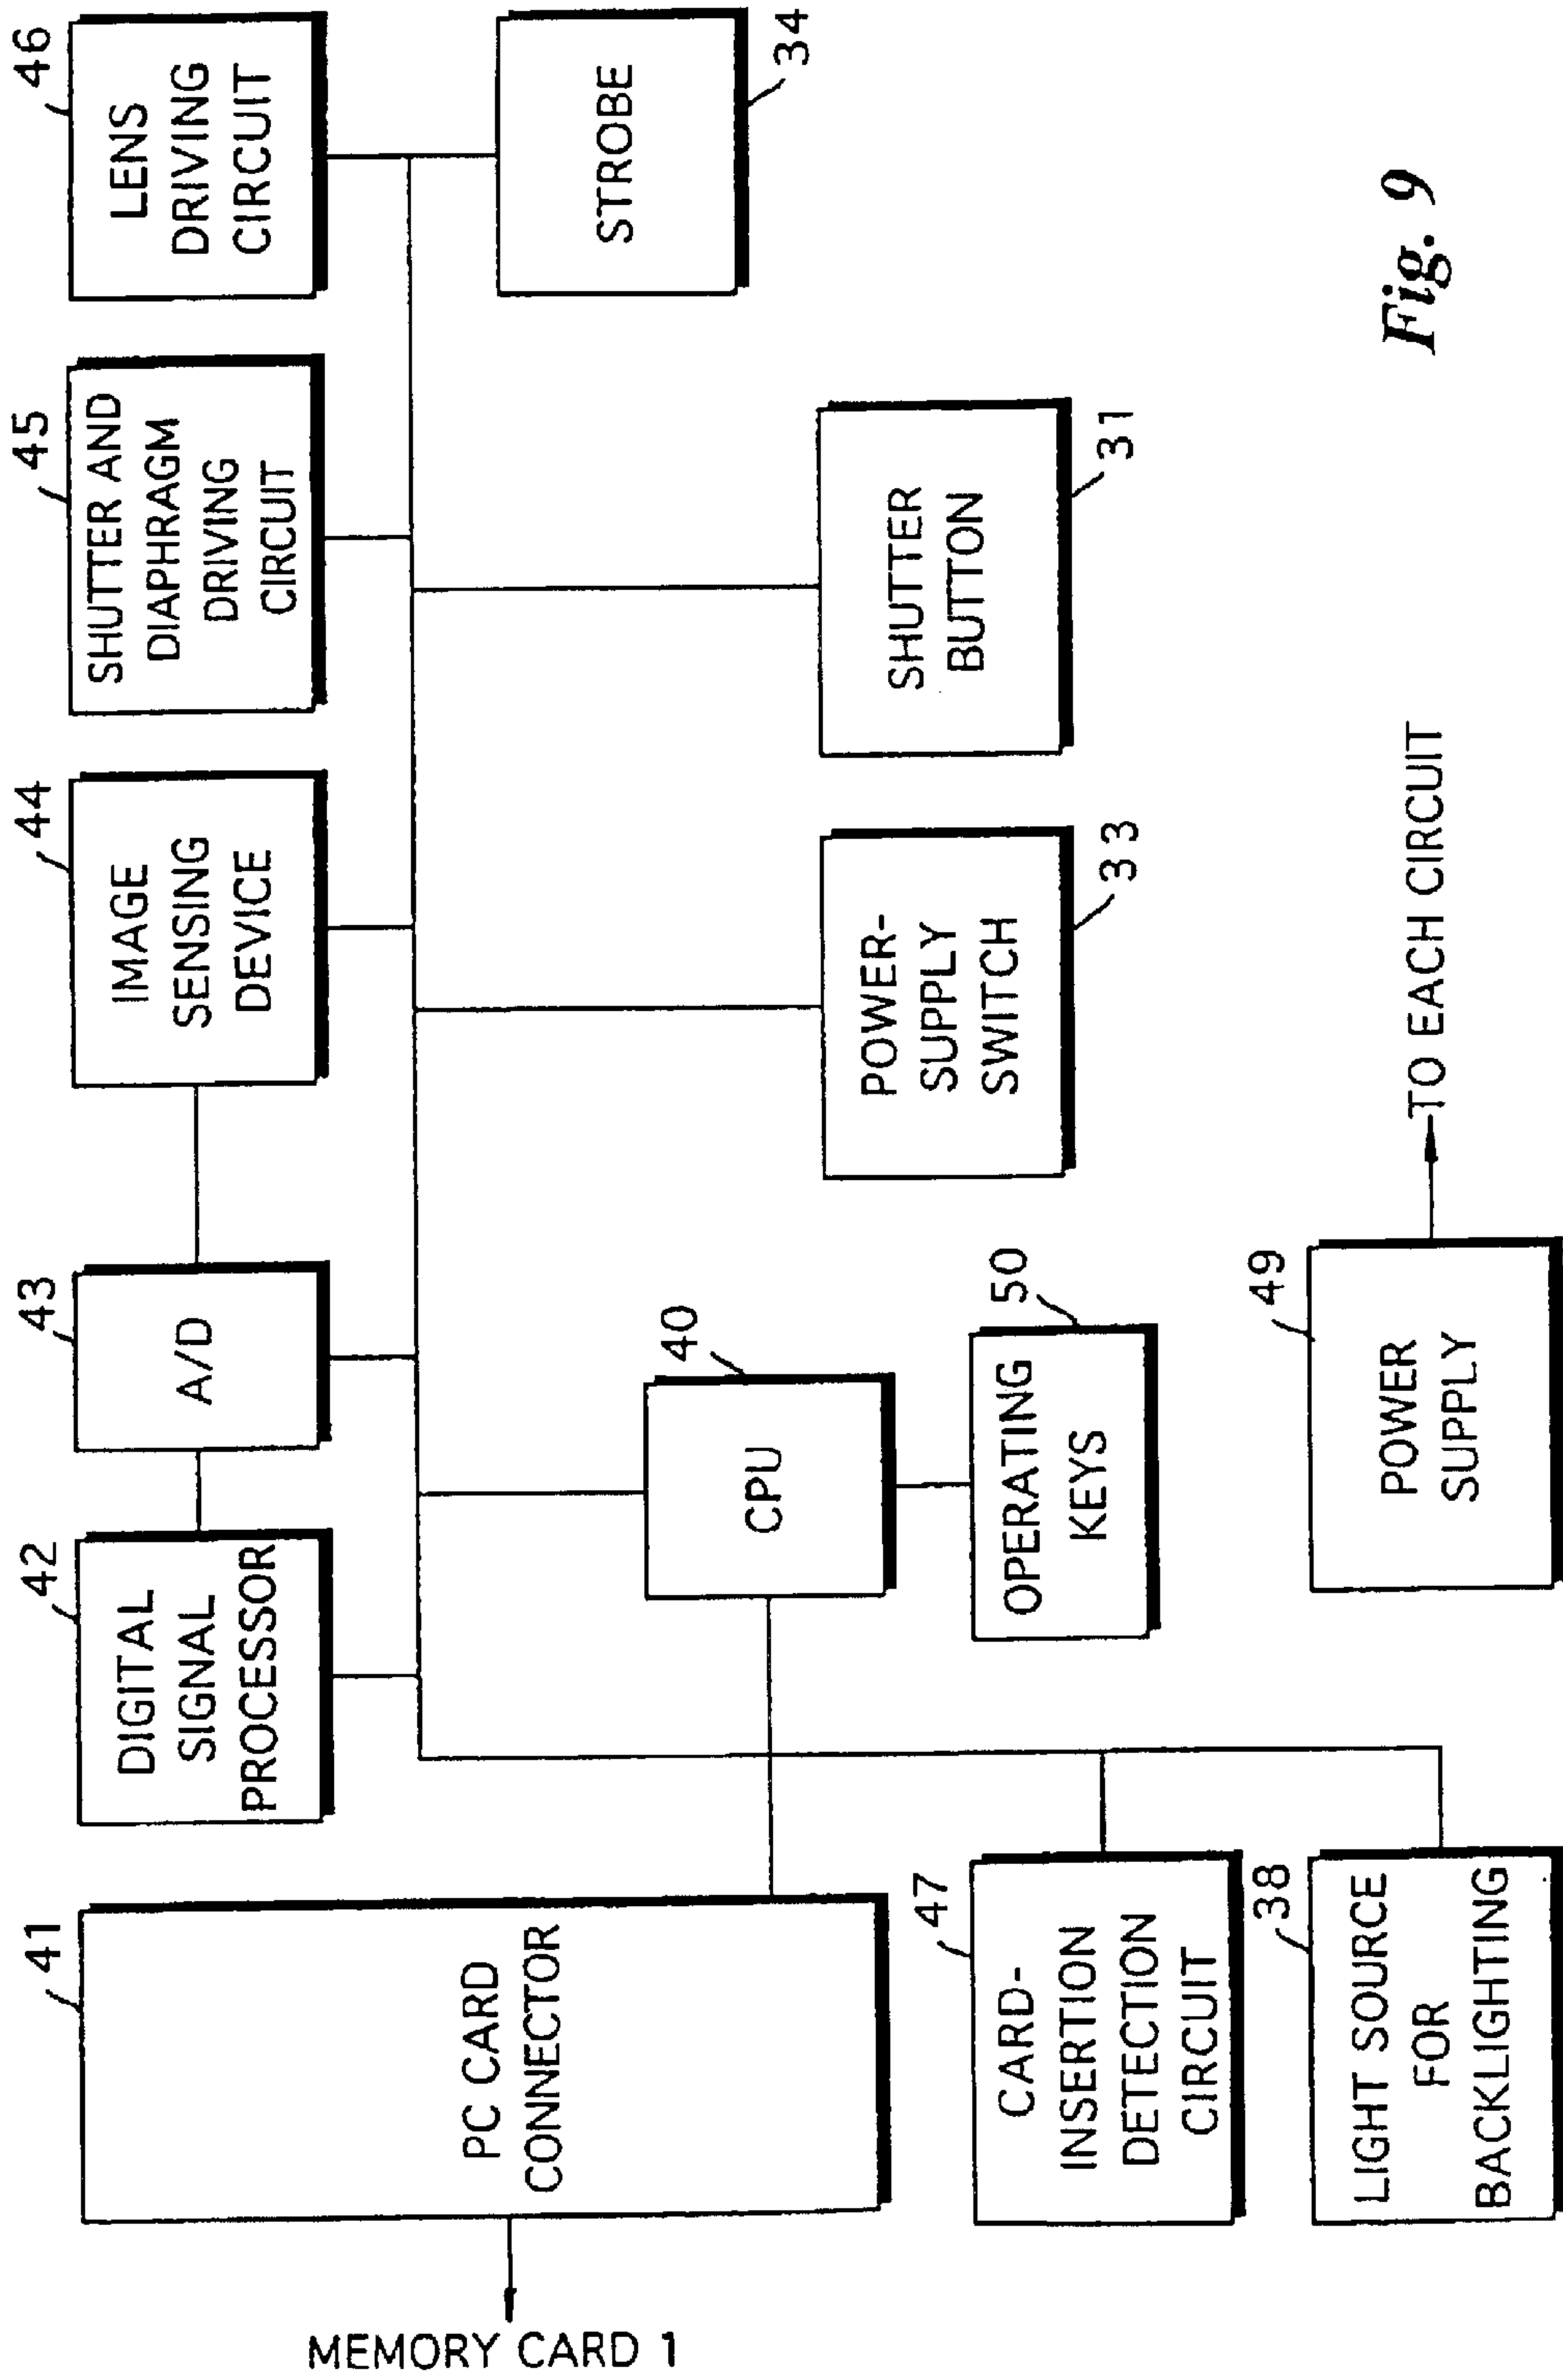 41
PC CARD
CONNECTOR
MEMORY CARD 1
42
DIGITAL
SIGNAL
PROCESSOR
43
A/D
44
IMAGE
SENSING
DEVICE
45
SHUTTER AND
DIAPHRAGM
DRIVING
CIRCUIT
46
LENS
DRIVING
CIRCUIT
40
CPU
50
OPERATING
KEYS
POWER-
SUPPLY
SWITCH
33
SHUTTER
BUTTON
31
STROBE
34
47
CARD-
INSERTION
DETECTION
CIRCUIT
38
LIGHT SOURCE
FOR
BACKLIGHTING
49
POWER
SUPPLY
TO EACH CIRCUIT
Fig. 9